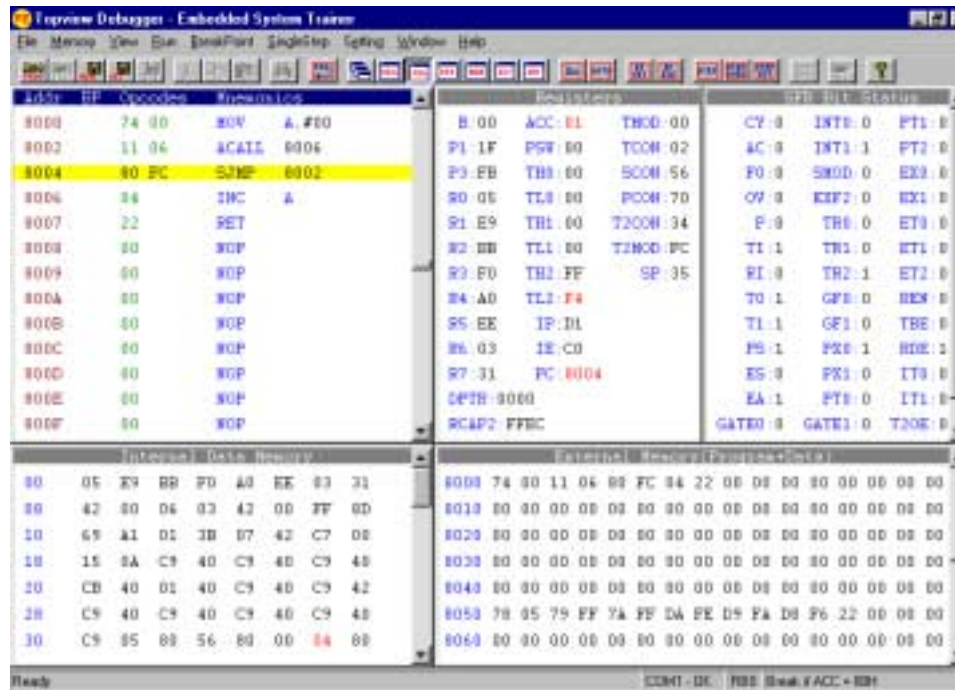 Topview Debugger - Embedded System Trainer
File Memory View Run BreakPoint SingleStep Setting Window Help
Addr BP Opcodes Mnemonics
8000 74 00 MOV A,#00
8002 11 06 ACALL 8006
8004 80 FC SJMP 8002
8006 04 INC A
8007 22 RET
8008 00 NOP
8009 00 NOP
800A 00 NOP
800B 00 NOP
800C 00 NOP
800D 00 NOP
800E 00 NOP
800F 00 NOP
Registers
B:00 ACC:01 TMOD:00
P1:1F PSW:00 TCON:02
P3:FB TH0:00 SCON:56
R0:05 TL0:00 PCON:70
R1:E9 TH1:00 T2CON:34
R2:BB TL1:00 T2MOD:FC
R3:F0 TH2:FF SP:35
R4:A0 TL2:F4
R5:EE IP:D1
R6:03 IE:C0
R7:31 PC:8004
DPTR:0000
RCAP2:FFEC
SFR Bit Status
CY:0 INT0:0 PT1:0
AC:0 INT1:1 PT2:0
F0:0 SMOD:0 EX0:0
OV:0 EXF2:0 EX1:0
P:0 TR0:0 ET0:0
TI:1 TR1:0 ET1:0
RI:0 TR2:1 ET2:0
T0:1 GF0:0 REN:0
T1:1 GF1:0 TBE:0
PS:1 PX0:1 RDE:1
ES:0 PX1:0 IT0:0
EA:1 PT0:0 IT1:0
GATE0:0 GATE1:0 T2OE:0
Internal Data Memory
00 05 E9 BB F0 A0 EE 03 31
08 42 00 06 03 42 00 FF 0D
10 69 A1 D1 3B D7 42 C7 00
18 15 0A C9 40 C9 40 C9 40
20 CB 40 D1 40 C9 40 C9 42
28 C9 40 C9 40 C9 40 C9 40
30 C9 05 80 56 80 00 04 80
External Memory(Program+Data)
8000 74 00 11 06 80 FC 04 22 00 00 00 00 00 00 00 00
8010 00 00 00 00 00 00 00 00 00 00 00 00 00 00 00 00
8020 00 00 00 00 00 00 00 00 00 00 00 00 00 00 00 00
8030 00 00 00 00 00 00 00 00 00 00 00 00 00 00 00 00
8040 00 00 00 00 00 00 00 00 00 00 00 00 00 00 00 00
8050 78 05 79 FF 7A FF DA FE D9 FA D8 F6 22 00 00 00
8060 00 00 00 00 00 00 00 00 00 00 00 00 00 00 00 00
Ready COM1 - OK RB0 Break if ACC = 80H